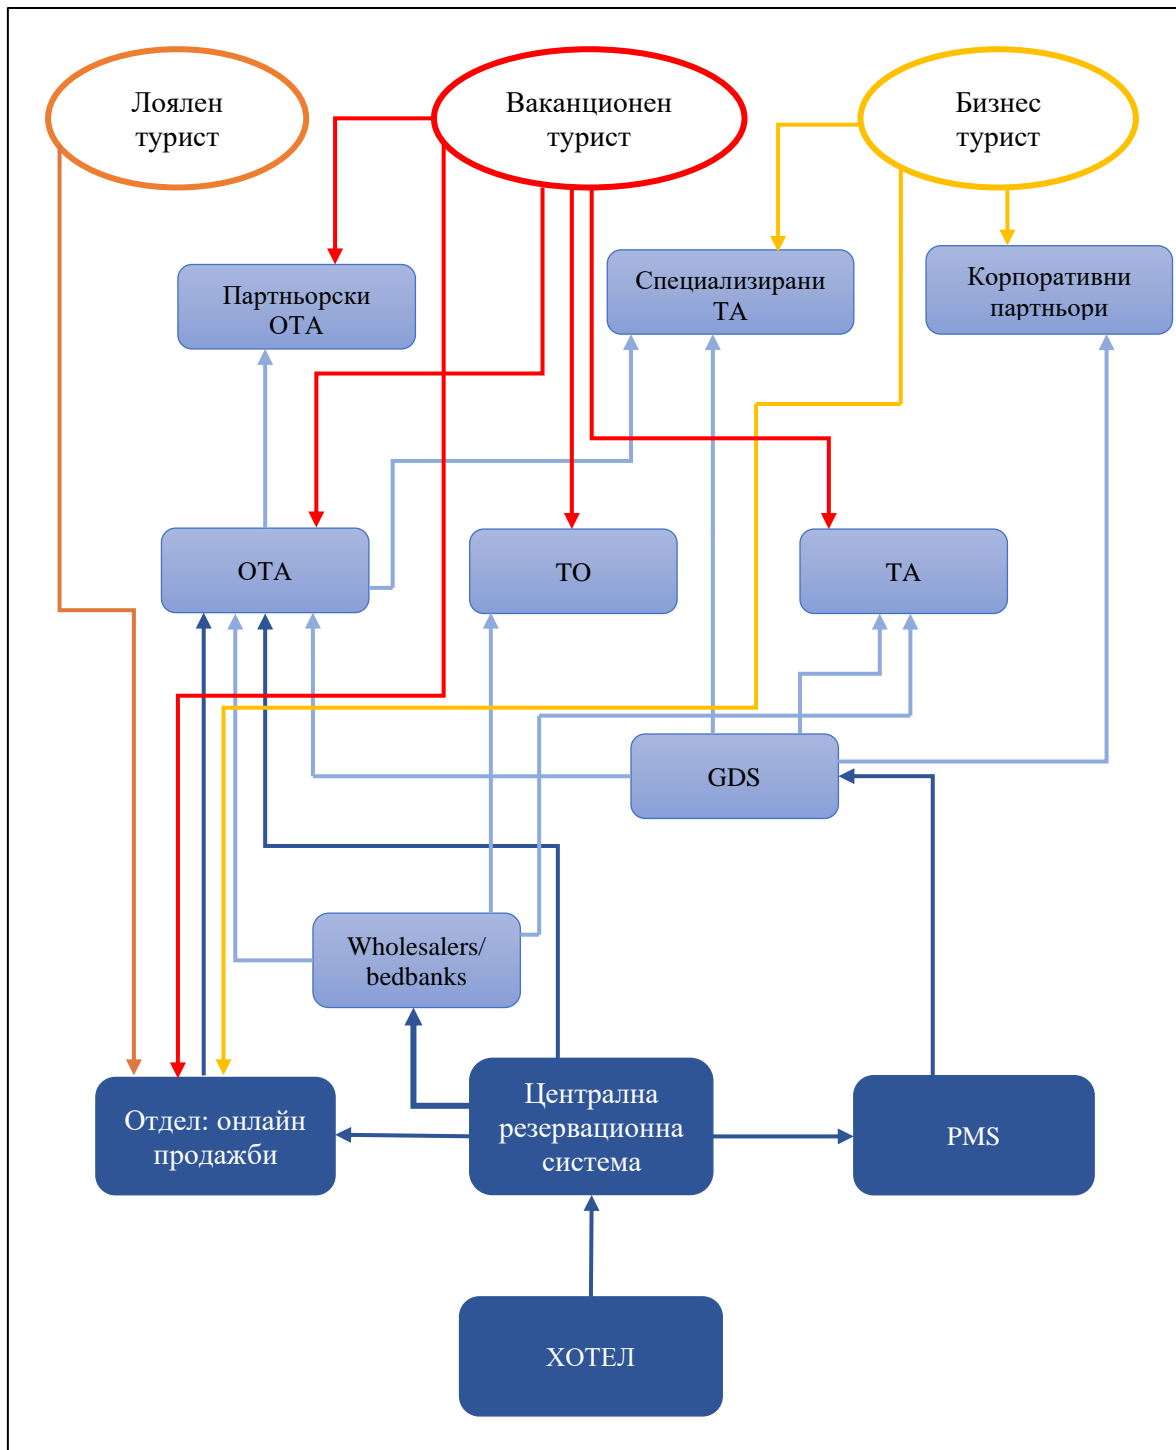 Лоялен
турист
Ваканционен
турист
Бизнес
турист
Партньорски
ОТА
Специализирани
ТА
Корпоративни
партньори
ОТА
ТО
ТА
GDS
Wholesalers/
bedbanks
Отдел: онлайн
продажби
Централна
резервационна
система
PMS
ХОТЕЛ